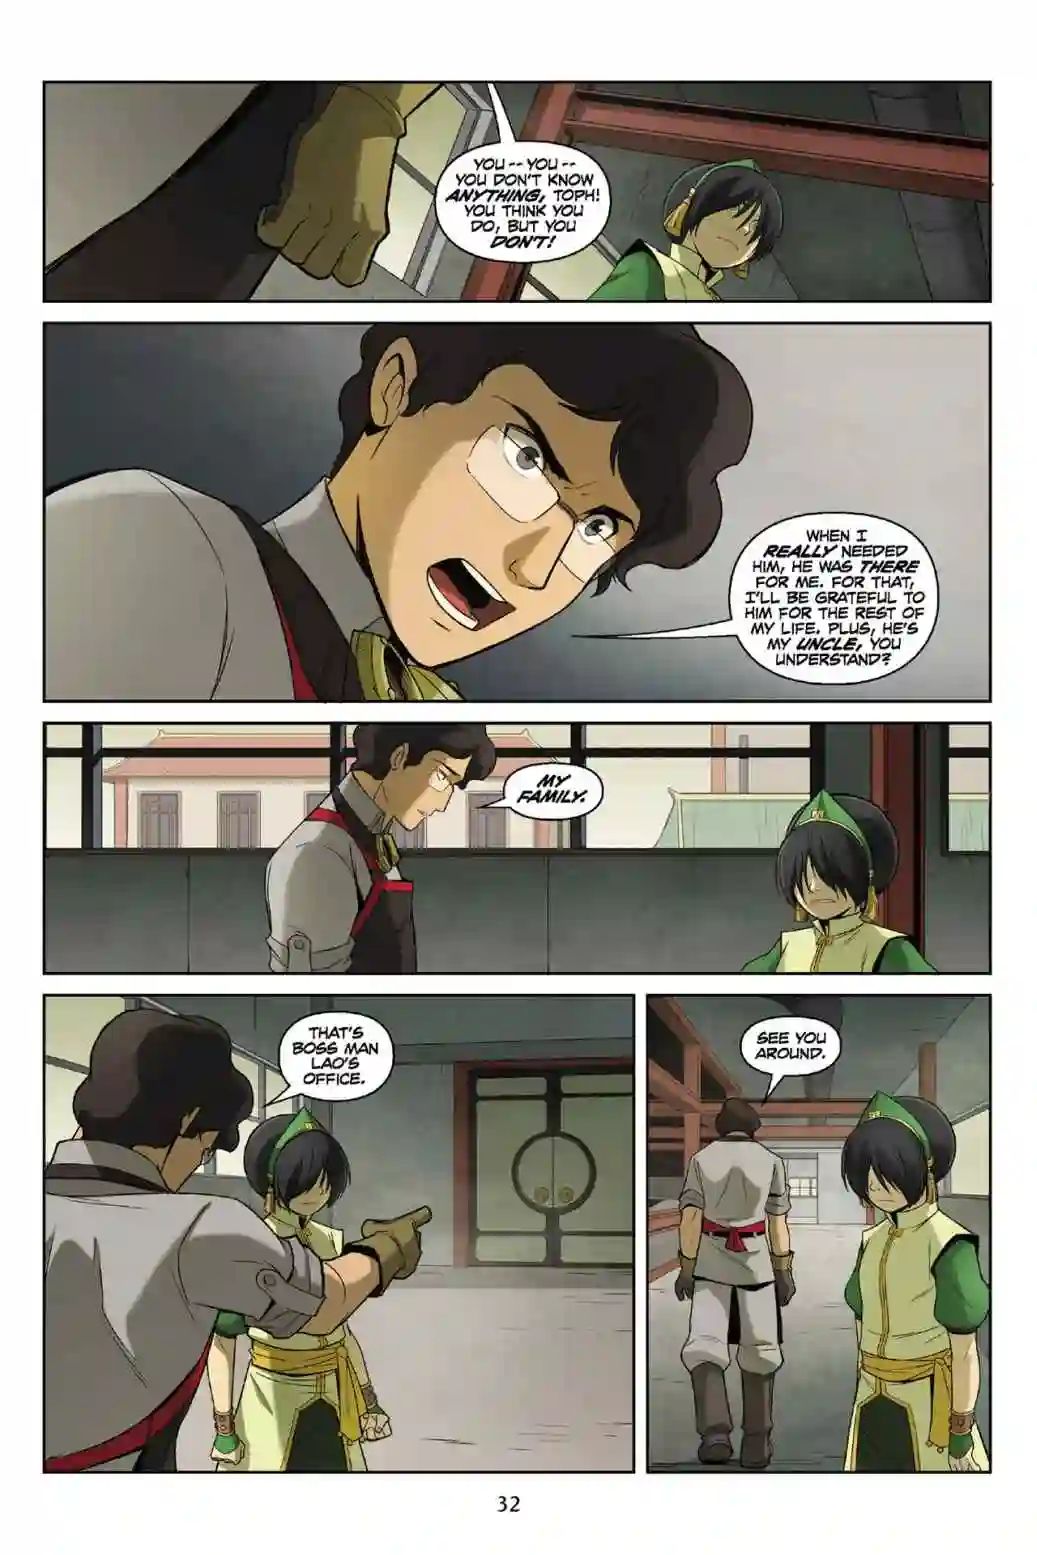 YOU -- YOU --
YOU DON'T KNOW
ANYTHING, TOPH!
YOU THINK YOU
DO, BUT YOU
DON'T!
WHEN I
REALLY NEEDED
HIM, HE WAS THERE
FOR ME. FOR THAT,
I'LL BE GRATEFUL TO
HIM FOR THE REST OF
MY LIFE. PLUS, HE'S
MY UNCLE, YOU
UNDERSTAND?
MY
FAMILY.
THAT'S
BOSS MAN
LAO'S
OFFICE.
SEE YOU
AROUND.
32